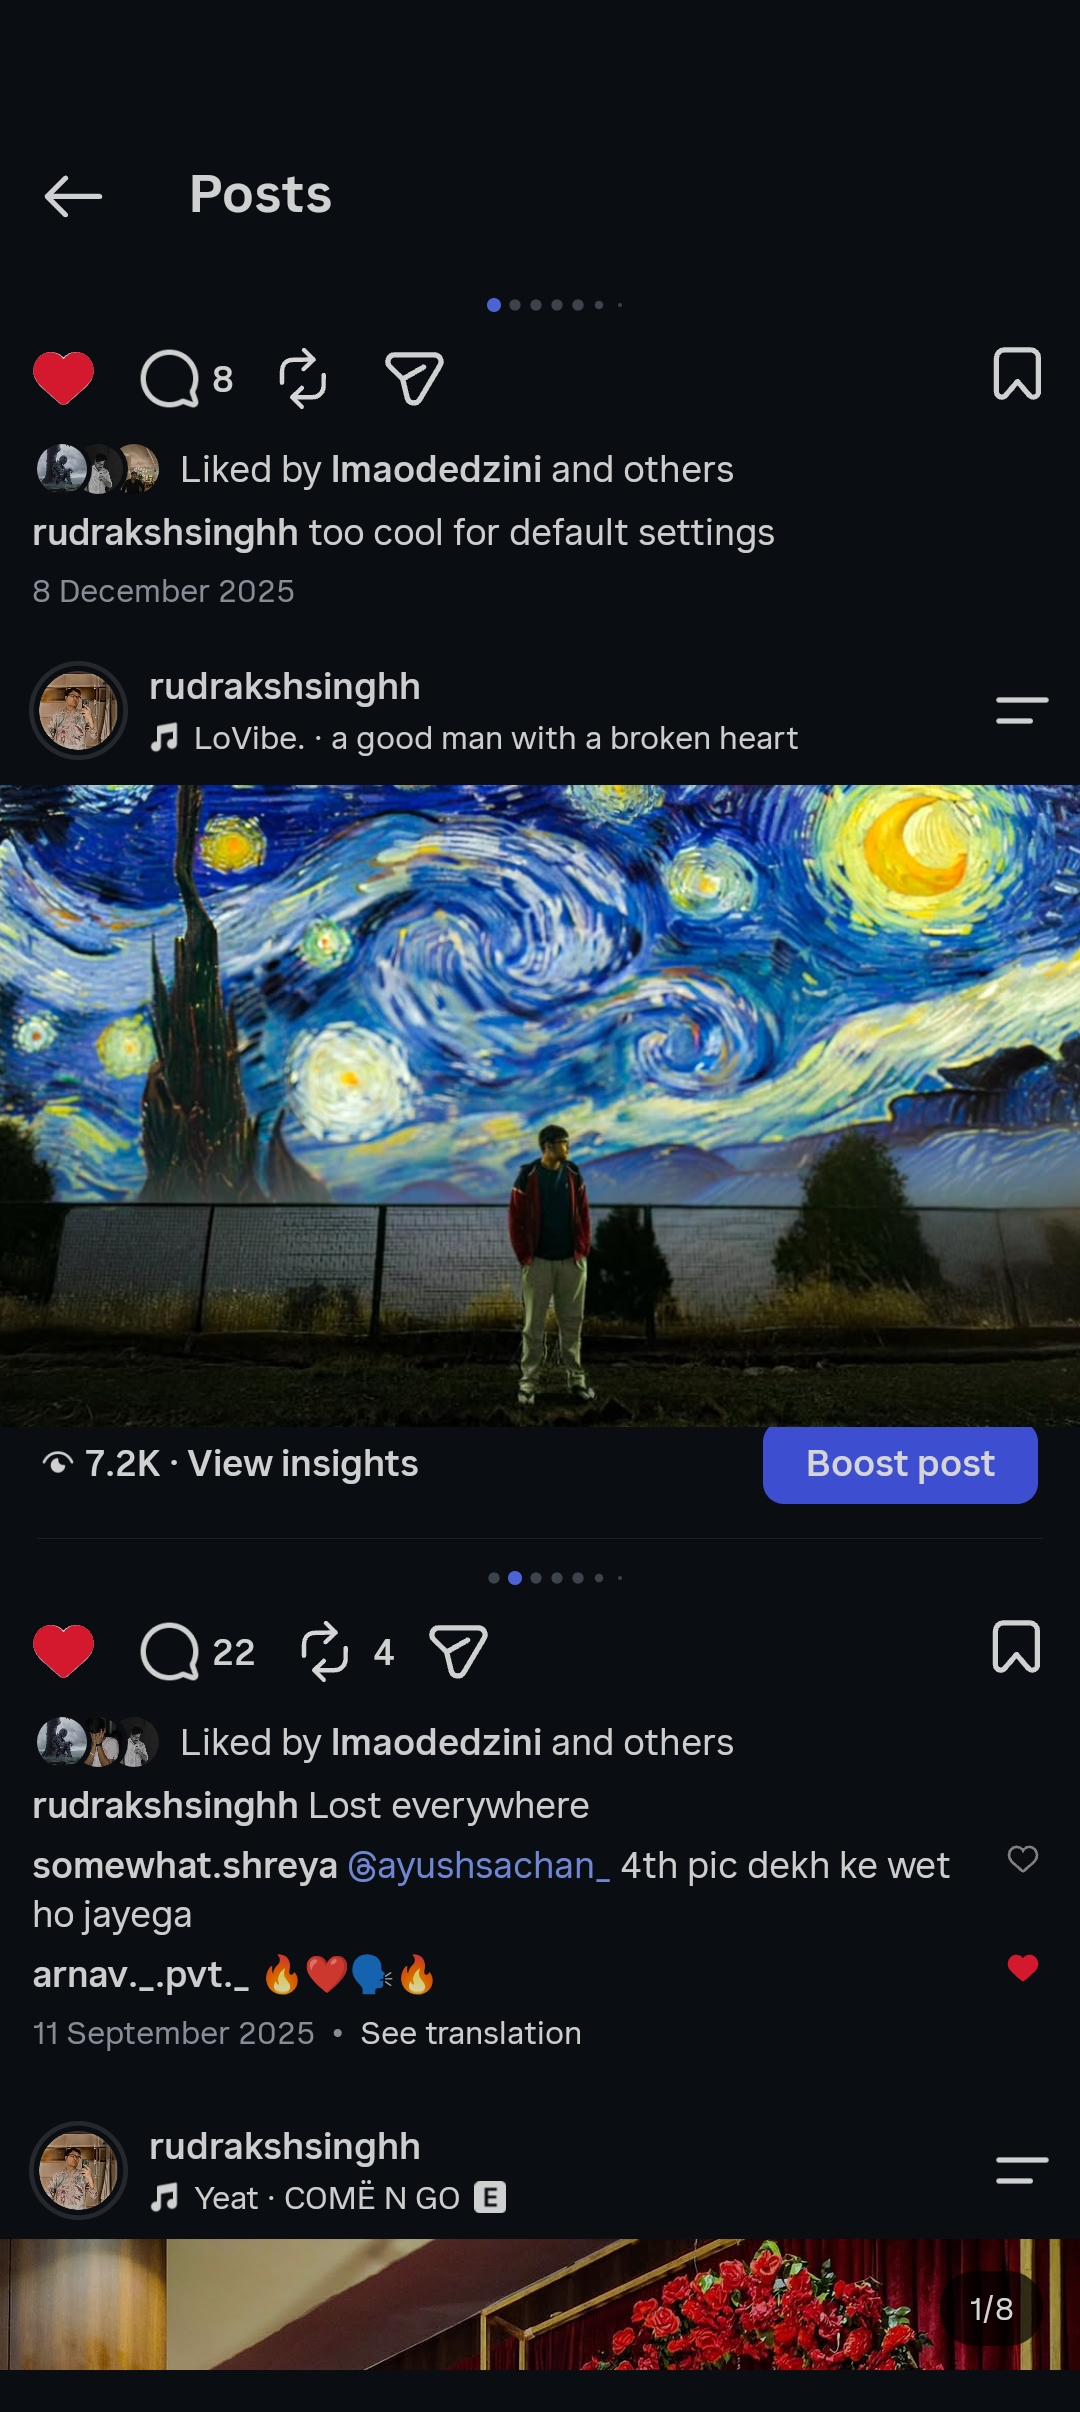 Posts
8
Liked by lmaodedzini and others
rudrakshsinghh too cool for default settings
8 December 2025
rudrakshsinghh
LoVibe. · a good man with a broken heart
7.2K · View insights
Boost post
22
4
Liked by lmaodedzini and others
rudrakshsinghh Lost everywhere
somewhat.shreya @ayushsachan_ 4th pic dekh ke wet
ho jayega
arnav._.pvt._ 🔥❤️🗣️🔥
11 September 2025 • See translation
rudrakshsinghh
Yeat · COMË N GO E
1/8